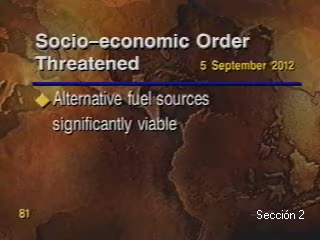 Socio-economic Order
Threatened
5 September 2012
Alternative fuel sources
significantly viable
81
Sección 2